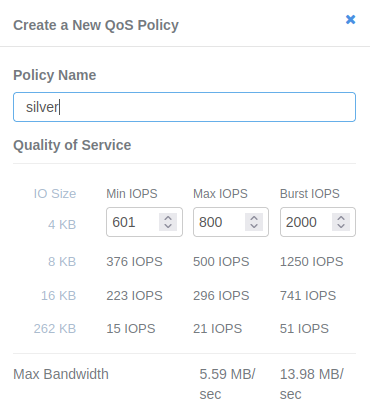 Create a New QoS Policy ×
Policy Name
silver
Quality of Service
IO Size Min IOPS Max IOPS Burst IOPS
4 KB 601 800 2000
8 KB 376 IOPS 500 IOPS 1250 IOPS
16 KB 223 IOPS 296 IOPS 741 IOPS
262 KB 15 IOPS 21 IOPS 51 IOPS
Max Bandwidth 5.59 MB/ 13.98 MB/
sec sec